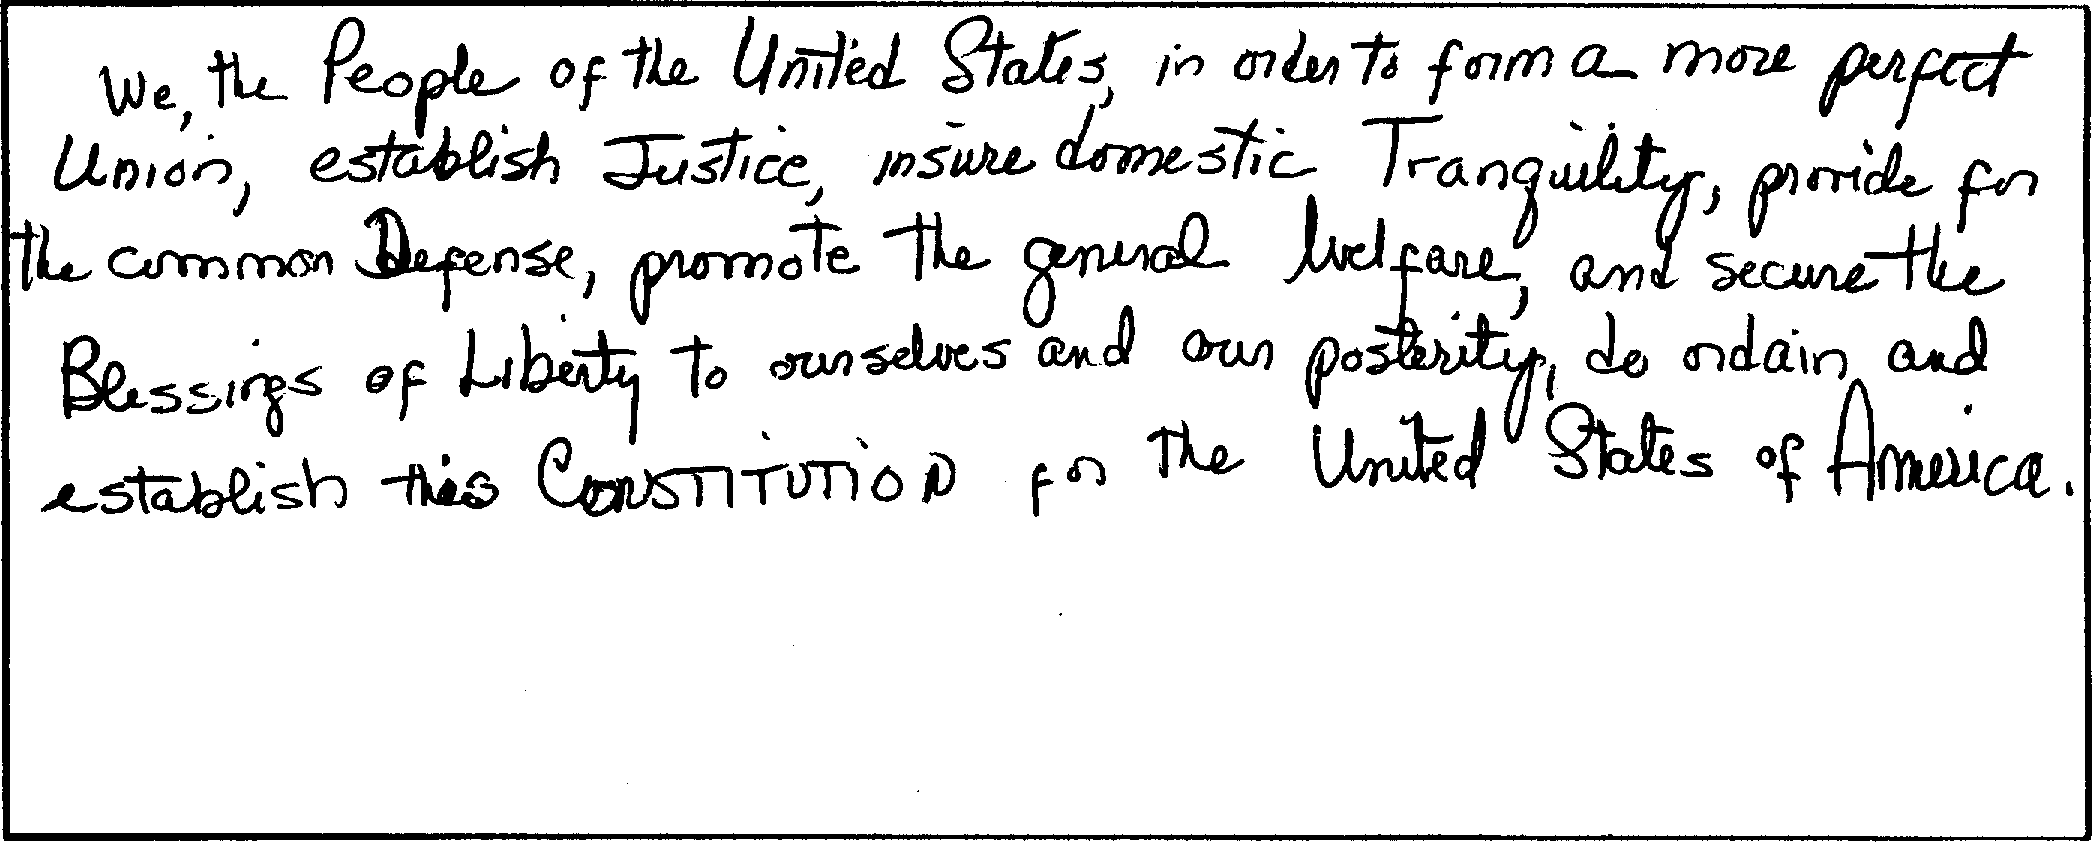 We, the People of the United States, in order to form a more perfect
Union, establish Justice, insure domestic Tranquility, provide for
the common Defense, promote the general Welfare, and secure the
Blessings of Liberty to ourselves and our posterity, do ordain and
establish this CONSTITUTION for the United States of America.